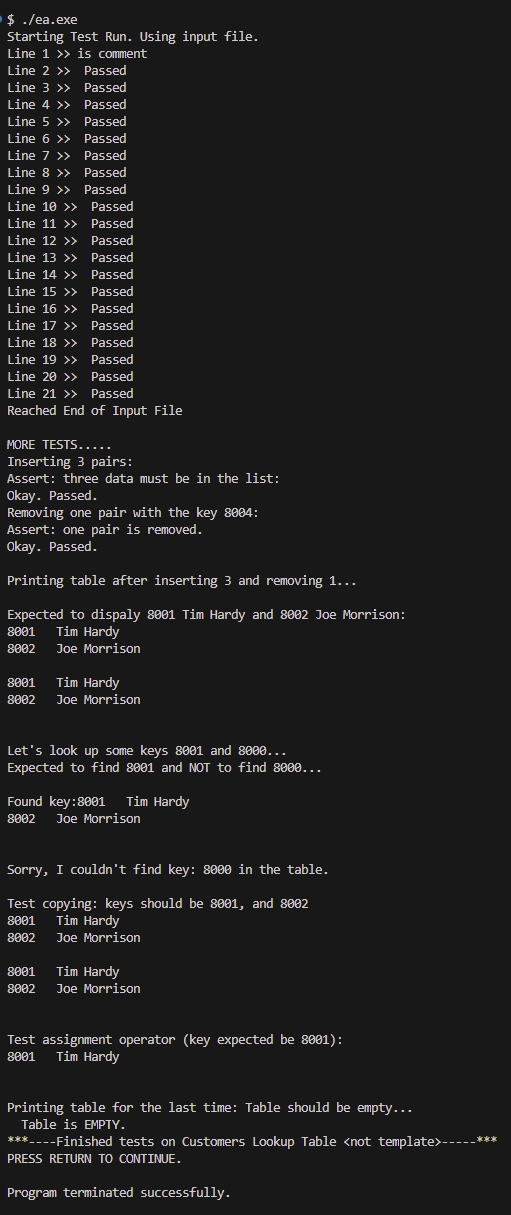 $ ./ea.exe
Starting Test Run. Using input file.
Line 1 >> is comment
Line 2 >>  Passed
Line 3 >>  Passed
Line 4 >>  Passed
Line 5 >>  Passed
Line 6 >>  Passed
Line 7 >>  Passed
Line 8 >>  Passed
Line 9 >>  Passed
Line 10 >>  Passed
Line 11 >>  Passed
Line 12 >>  Passed
Line 13 >>  Passed
Line 14 >>  Passed
Line 15 >>  Passed
Line 16 >>  Passed
Line 17 >>  Passed
Line 18 >>  Passed
Line 19 >>  Passed
Line 20 >>  Passed
Line 21 >>  Passed
Reached End of Input File
MORE TESTS.....
Inserting 3 pairs:
Assert: three data must be in the list:
Okay. Passed.
Removing one pair with the key 8004:
Assert: one pair is removed.
Okay. Passed.
Printing table after inserting 3 and removing 1...
Expected to dispaly 8001 Tim Hardy and 8002 Joe Morrison:
8001   Tim Hardy
8002   Joe Morrison
8001   Tim Hardy
8002   Joe Morrison
Let's look up some keys 8001 and 8000...
Expected to find 8001 and NOT to find 8000...
Found key:8001   Tim Hardy
8002   Joe Morrison
Sorry, I couldn't find key: 8000 in the table.
Test copying: keys should be 8001, and 8002
8001   Tim Hardy
8002   Joe Morrison
8001   Tim Hardy
8002   Joe Morrison
Test assignment operator (key expected be 8001):
8001   Tim Hardy
Printing table for the last time: Table should be empty...
  Table is EMPTY.
***----Finished tests on Customers Lookup Table <not template>-----***
PRESS RETURN TO CONTINUE.
Program terminated successfully.